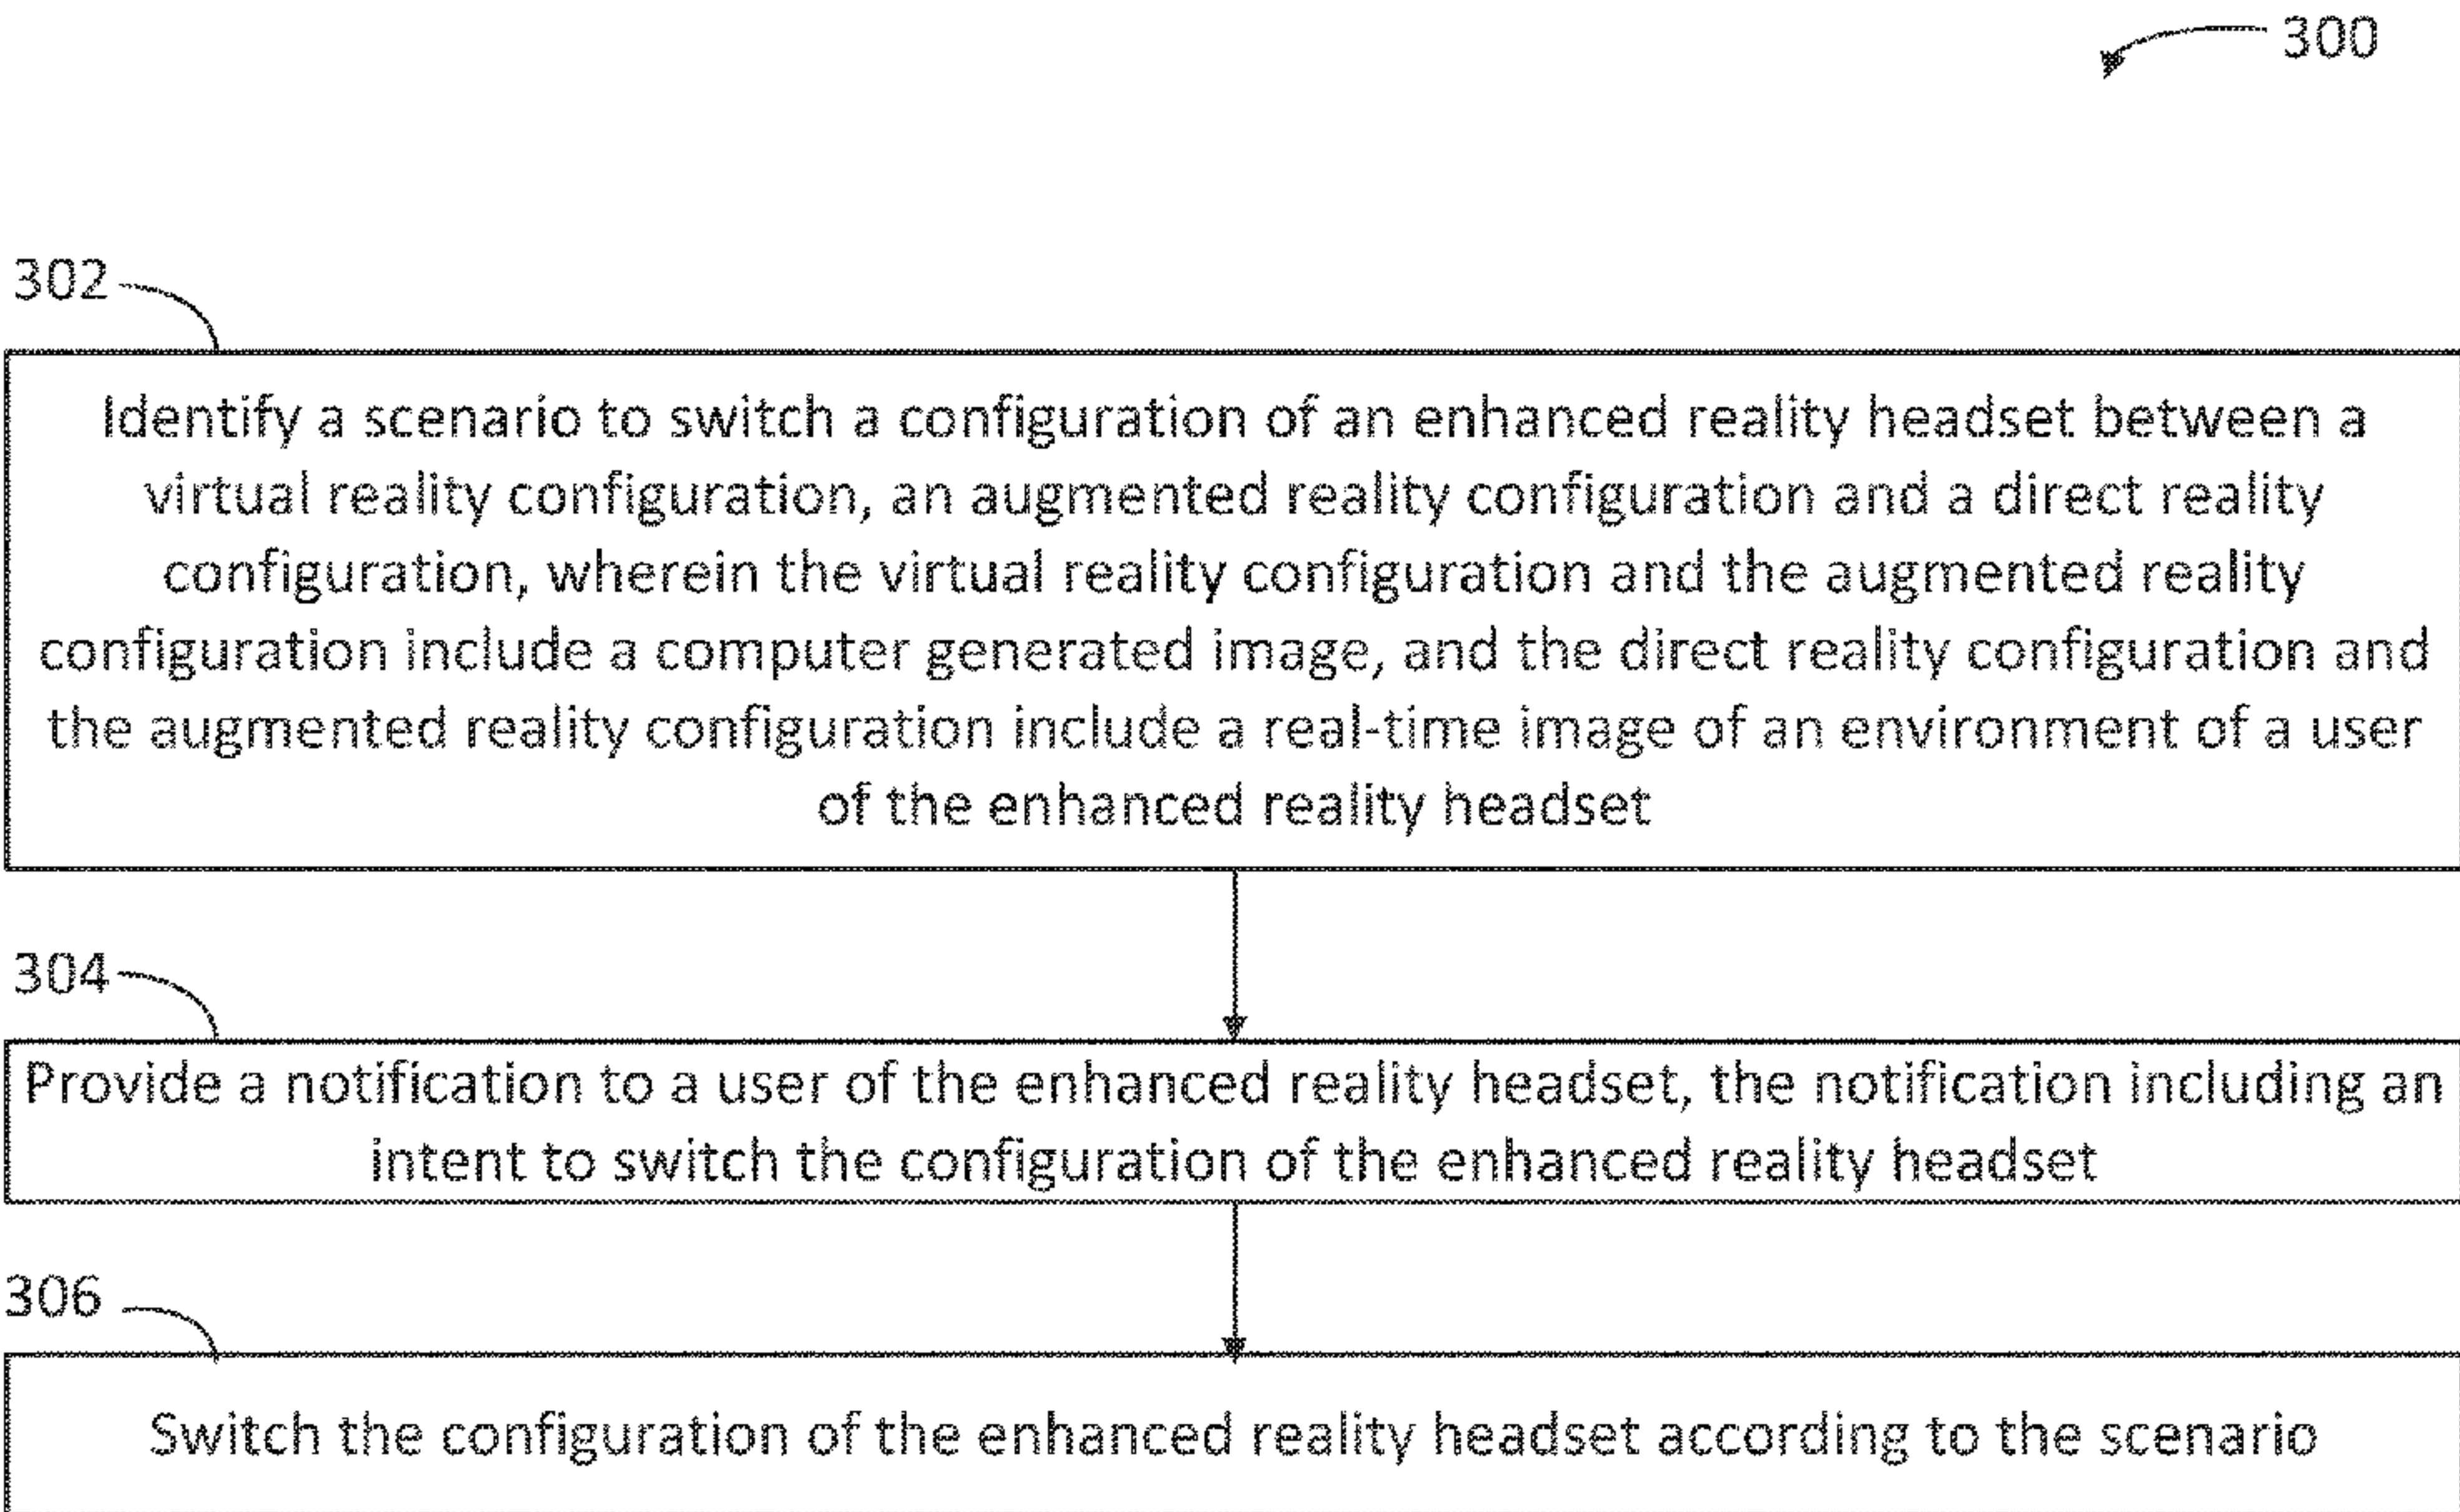 300
302
Identify a scenario to switch a configuration of an enhanced reality headset between a
virtual reality configuration, an augmented reality configuration and a direct reality
configuration, wherein the virtual reality configuration and the augmented reality
configuration include a computer generated image, and the direct reality configuration and
the augmented reality configuration include a real-time image of an environment of a user
of the enhanced reality headset
304
Provide a notification to a user of the enhanced reality headset, the notification including an
intent to switch the configuration of the enhanced reality headset
306
Switch the configuration of the enhanced reality headset according to the scenario